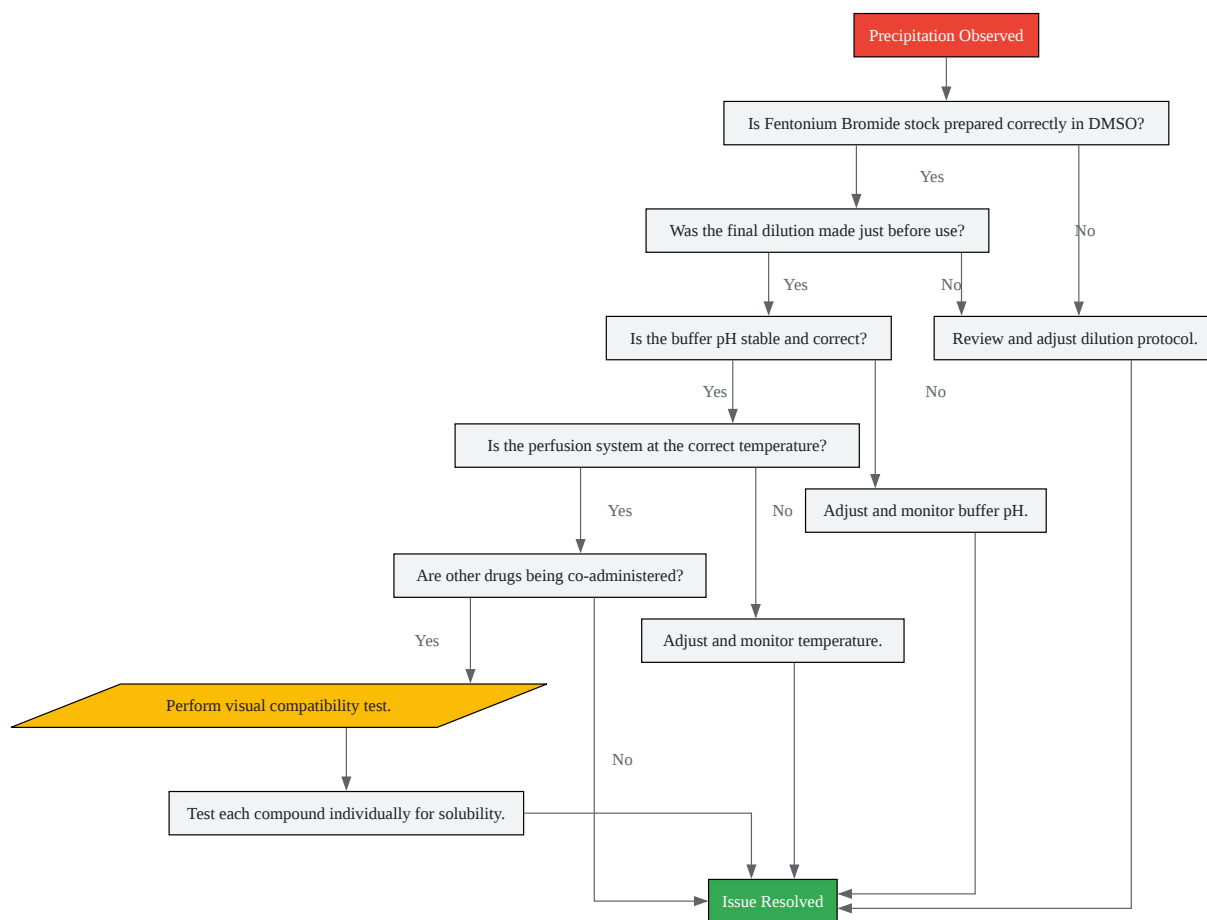 Precipitation Observed
Is Fentonium Bromide stock prepared correctly in DMSO?
Yes
Was the final dilution made just before use?
No
Yes
No
Is the buffer pH stable and correct?
Review and adjust dilution protocol.
Yes
No
Is the perfusion system at the correct temperature?
Yes
No
Adjust and monitor buffer pH.
Are other drugs being co-administered?
Yes
Adjust and monitor temperature.
Perform visual compatibility test.
No
Test each compound individually for solubility.
Issue Resolved